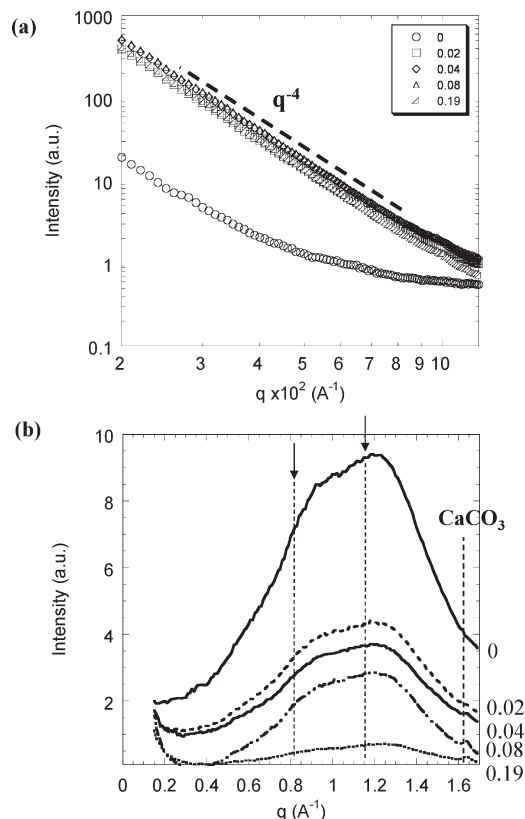 (a)
1000
100
10
1
0.1
Intensity (a.u.)
q⁻⁴
0
0.02
0.04
0.08
0.19
2 3 4 5 6 7 8 9 10
q x10² (A⁻¹)
(b)
10
8
6
4
2
Intensity (a.u.)
CaCO₃
0
0.02
0.04
0.08
0.19
0 0.2 0.4 0.6 0.8 1 1.2 1.4 1.6
q (A⁻¹)